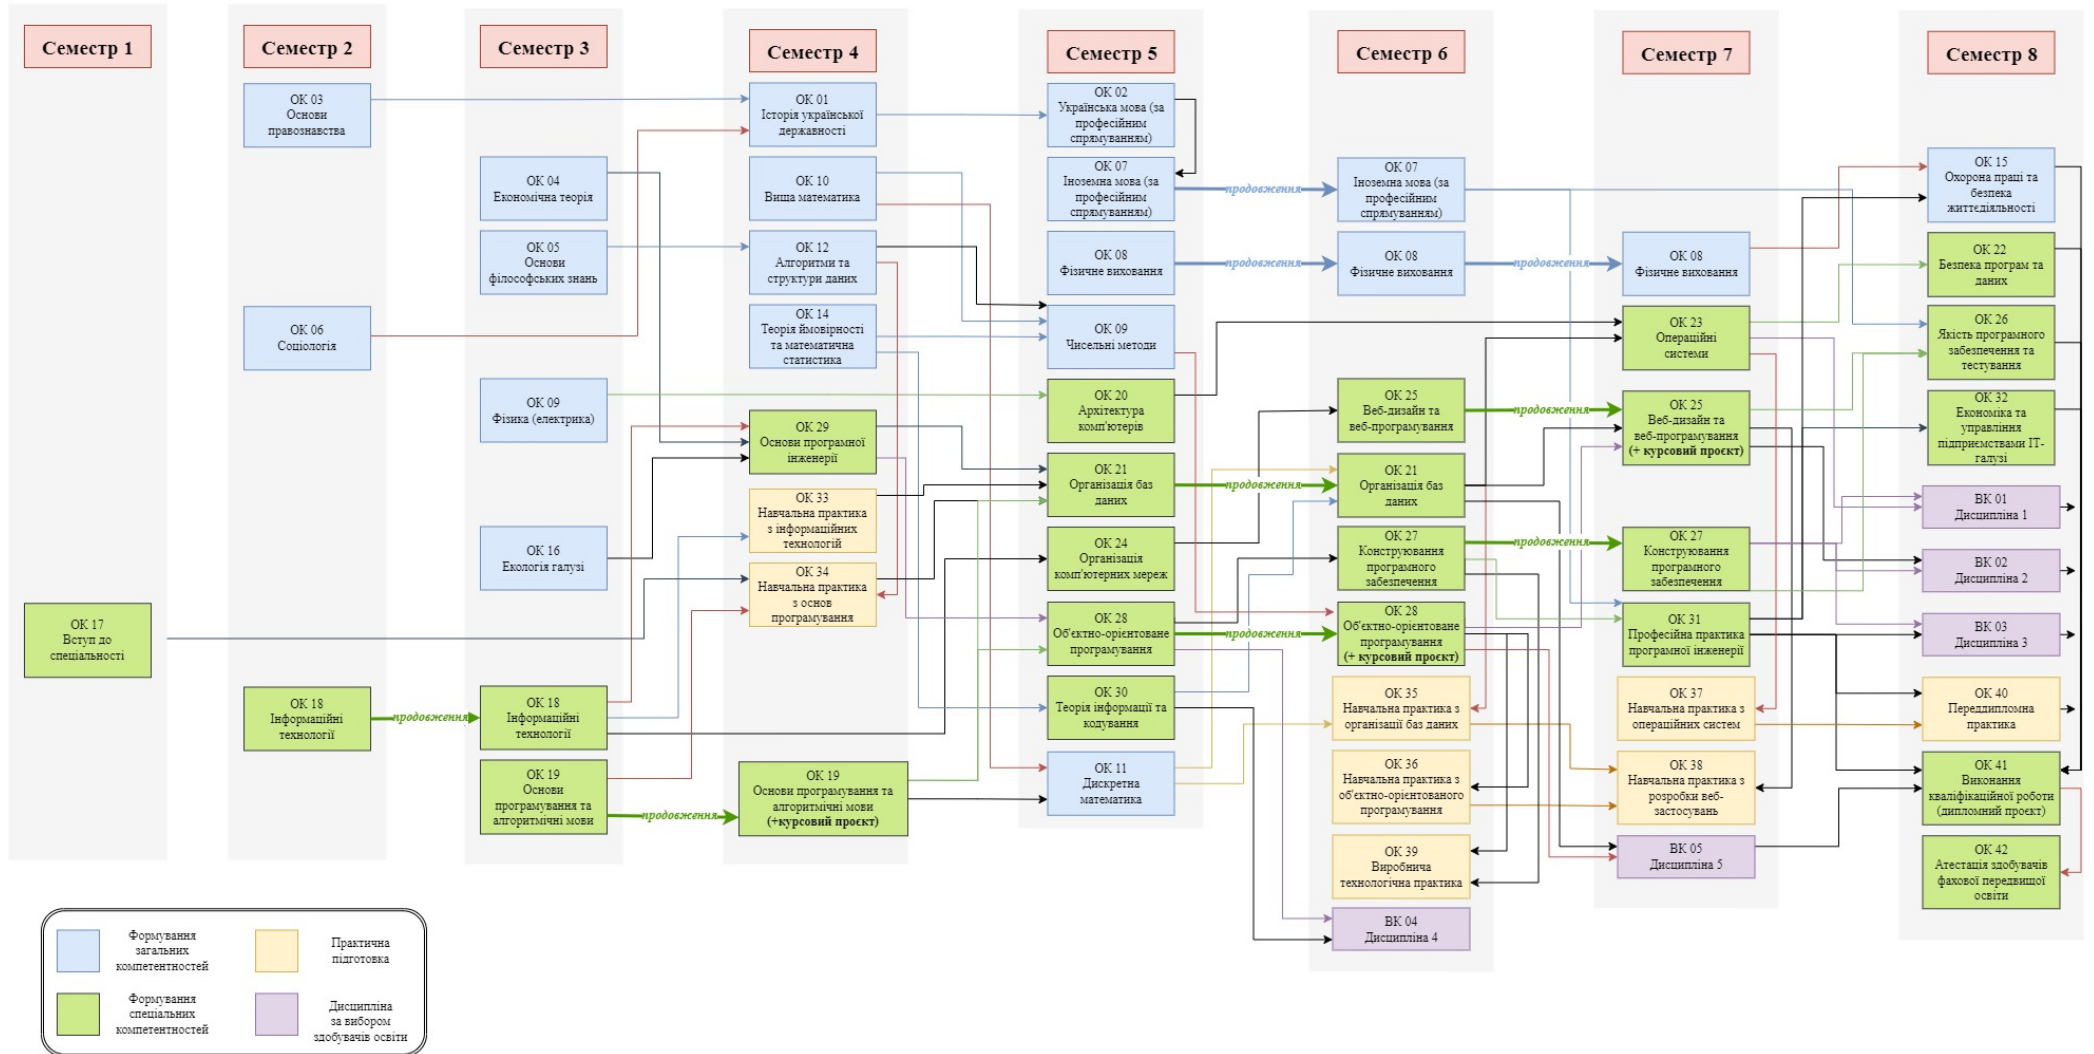 Семестр 1
Семестр 2
Семестр 3
Семестр 4
Семестр 5
Семестр 6
Семестр 7
Семестр 8
ОК 17
Вступ до
спеціальності
ОК 03
Основи
правознавства
ОК 06
Соціологія
ОК 18
Інформаційні
технології
продовження
ОК 04
Економічна теорія
ОК 05
Основи
філософських знань
ОК 09
Фізика (електрика)
ОК 16
Екологія галузі
ОК 18
Інформаційні
технології
ОК 19
Основи
програмування та
алгоритмічні мови
продовження
ОК 01
Історія української
державності
ОК 10
Вища математика
ОК 12
Алгоритми та
структури даних
ОК 14
Теорія ймовірності
та математична
статистика
ОК 29
Основи програмної
інженерії
ОК 33
Навчальна практика
з інформаційних
технологій
ОК 34
Навчальна практика
з основ
програмування
ОК 19
Основи програмування та
алгоритмічні мови
(+курсовий проєкт)
ОК 02
Українська мова (за
професійним
спрямуванням)
ОК 07
Іноземна мова (за
професійним
спрямуванням)
продовження
ОК 08
Фізичне виховання
продовження
ОК 09
Чисельні методи
ОК 20
Архітектура
комп'ютерів
ОК 21
Організація баз
даних
продовження
ОК 24
Організація
комп'ютерних мереж
ОК 28
Об'єктно-орієнтоване
програмування
продовження
ОК 30
Теорія інформації та
кодування
ОК 11
Дискретна
математика
ОК 07
Іноземна мова (за
професійним
спрямуванням)
ОК 08
Фізичне виховання
продовження
ОК 25
Веб-дизайн та
веб-програмування
продовження
ОК 21
Організація баз
даних
ОК 27
Конструювання
програмного
забезпечення
продовження
ОК 28
Об'єктно-орієнтоване
програмування
(+ курсовий проєкт)
ОК 35
Навчальна практика з
організації баз даних
ОК 36
Навчальна практика з
об'єктно-орієнтованого
програмування
ОК 39
Виробнича
технологічна практика
ВК 04
Дисципліна 4
ОК 08
Фізичне виховання
ОК 23
Операційні
системи
ОК 25
Веб-дизайн та
веб-програмування
(+ курсовий проєкт)
ОК 27
Конструювання
програмного
забезпечення
ОК 31
Професійна практика
програмної інженерії
ОК 37
Навчальна практика з
операційних систем
ОК 38
Навчальна практика з
розробки веб-
застосувань
ВК 05
Дисципліна 5
ОК 15
Охорона праці та
безпека
життєдіяльності
ОК 22
Безпека програм та
даних
ОК 26
Якість програмного
забезпечення та
тестування
ОК 32
Економіка та
управління
підприємствами ІТ-
галузі
ВК 01
Дисципліна 1
ВК 02
Дисципліна 2
ВК 03
Дисципліна 3
ОК 40
Переддипломна
практика
ОК 41
Виконання
кваліфікаційної роботи
(дипломний проєкт)
ОК 42
Атестація здобувачів
фахової передвищої
освіти
Формування
загальних
компетентностей
Практична
підготовка
Формування
спеціальних
компетентностей
Дисципліна
за вибором
здобувачів освіти